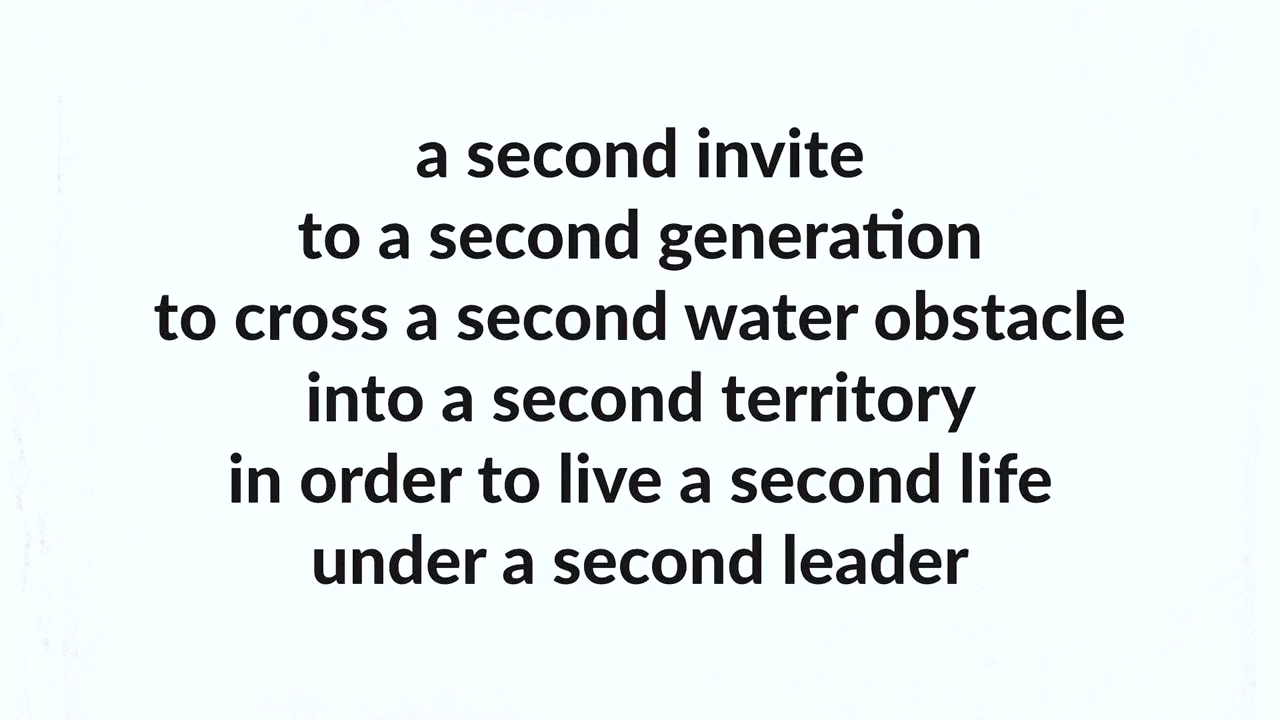 a second invite
to a second generation
to cross a second water obstacle
into a second territory
in order to live a second life
under a second leader